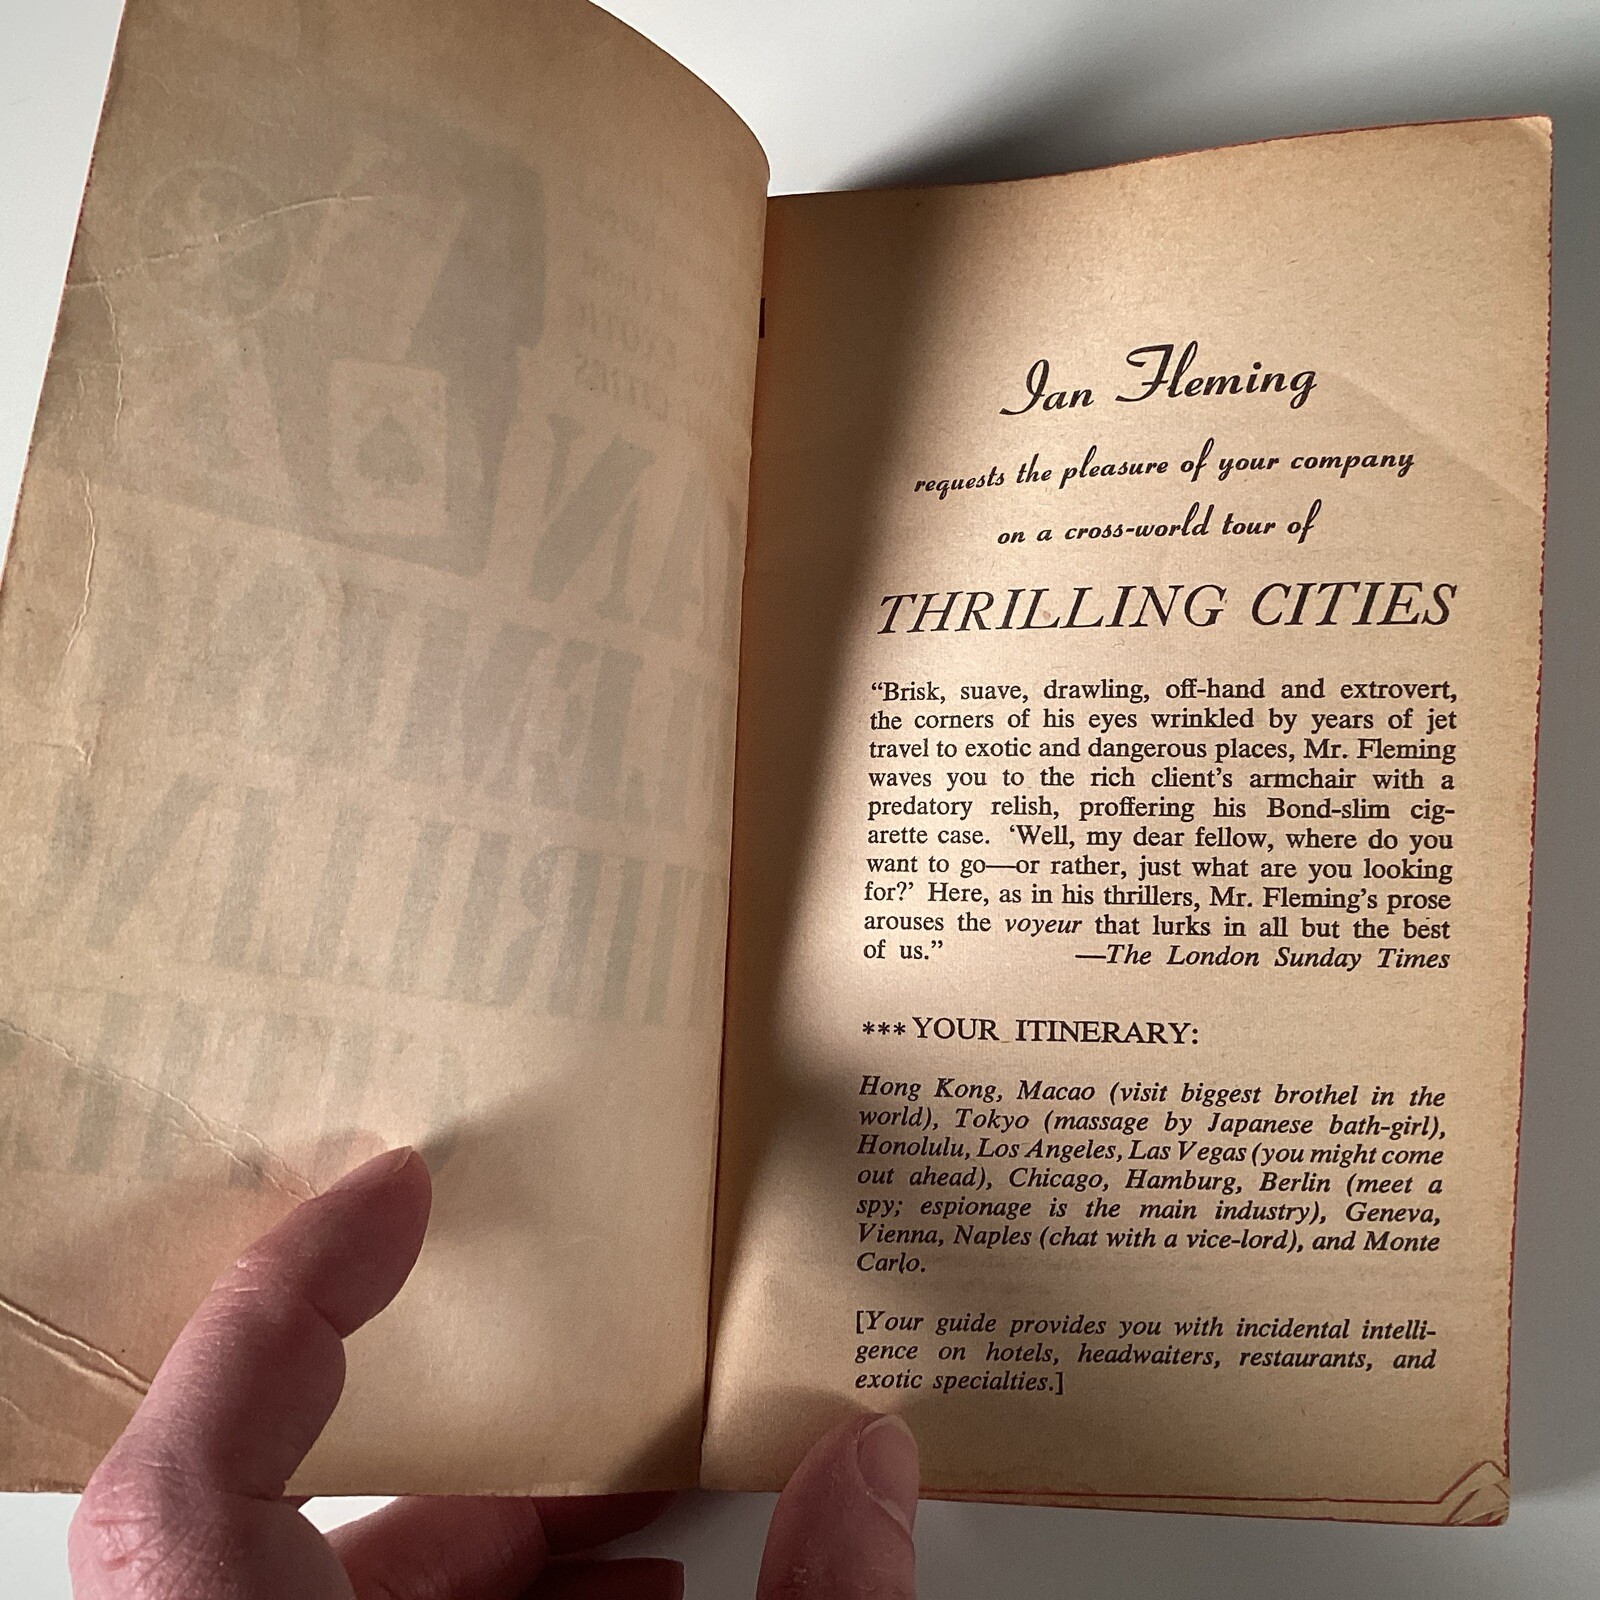 Ian Fleming
requests the pleasure of your company
on a cross-world tour of
THRILLING CITIES
“Brisk, suave, drawling, off-hand and extrovert,
the corners of his eyes wrinkled by years of jet
travel to exotic and dangerous places, Mr. Fleming
waves you to the rich client’s armchair with a
predatory relish, proffering his Bond-slim cig-
arette case. ‘Well, my dear fellow, where do you
want to go—or rather, just what are you looking
for?’ Here, as in his thrillers, Mr. Fleming’s prose
arouses the voyeur that lurks in all but the best
of us.” —The London Sunday Times
***YOUR ITINERARY:
Hong Kong, Macao (visit biggest brothel in the
world), Tokyo (massage by Japanese bath-girl),
Honolulu, Los Angeles, Las Vegas (you might come
out ahead), Chicago, Hamburg, Berlin (meet a
spy; espionage is the main industry), Geneva,
Vienna, Naples (chat with a vice-lord), and Monte
Carlo.
[Your guide provides you with incidental intelli-
gence on hotels, headwaiters, restaurants, and
exotic specialties.]